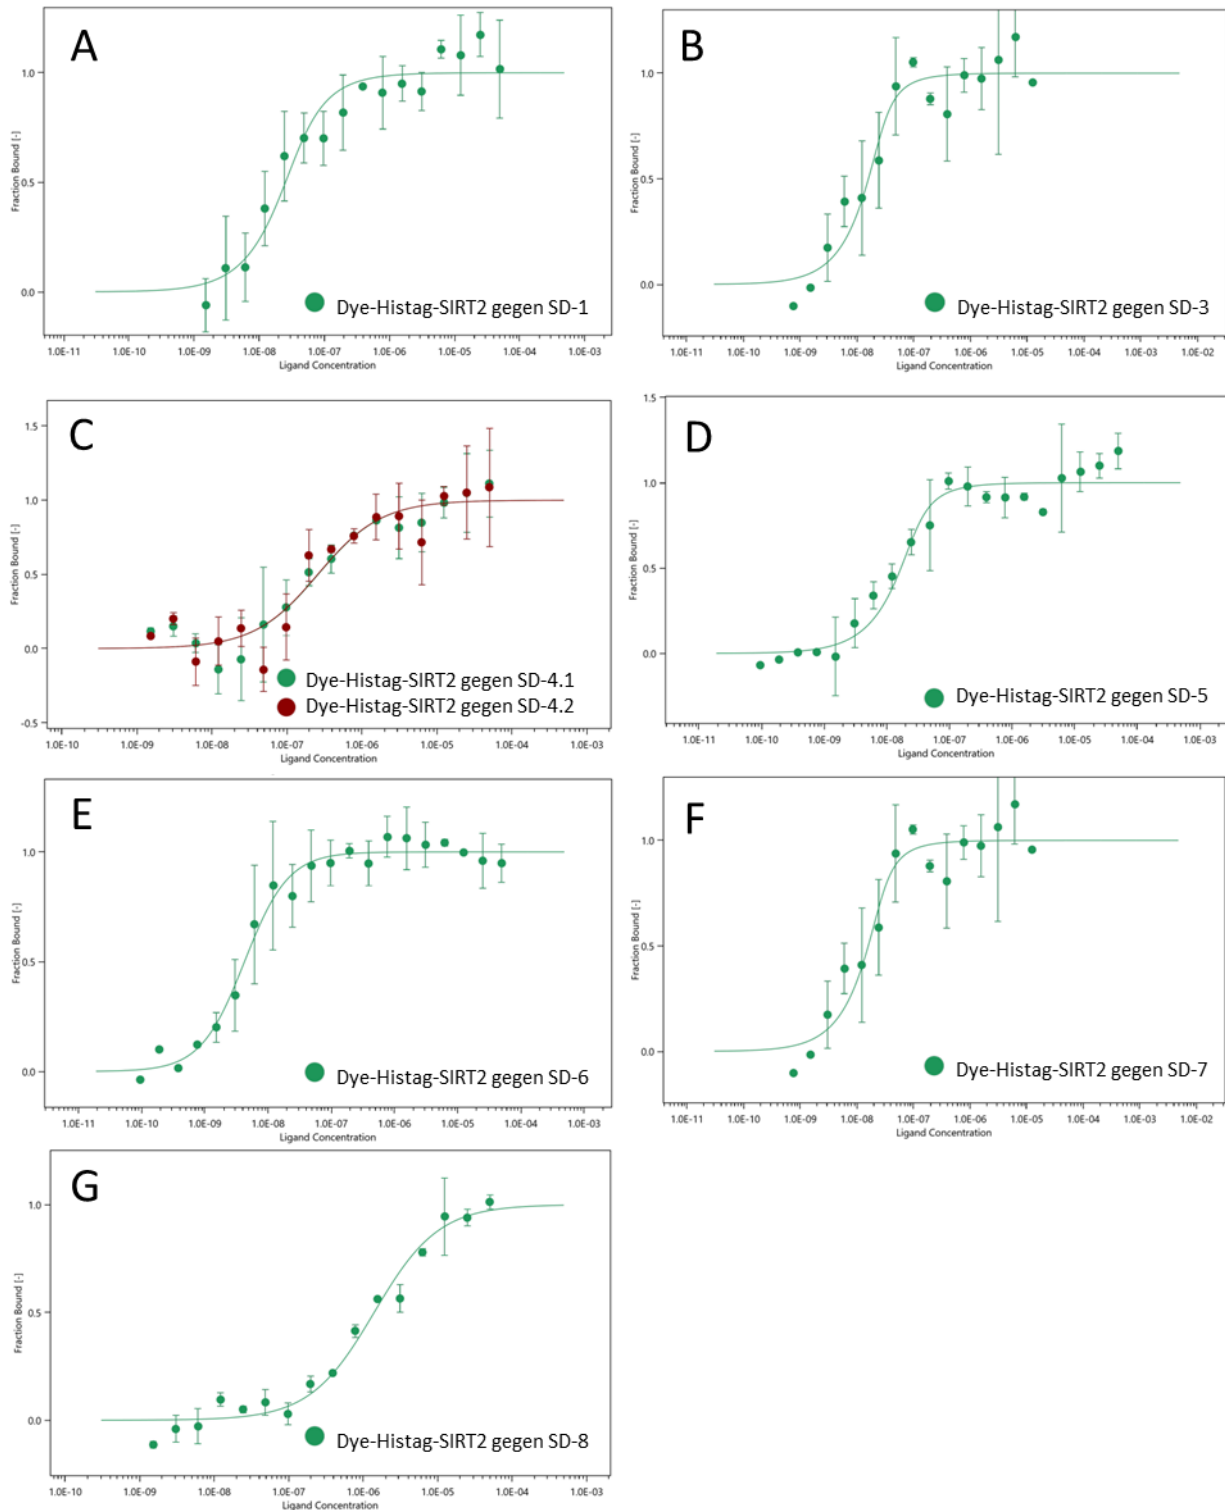 A
1.0
0.5
0.0
Fraction Bound [-]
Dye-Histag-SIRT2 gegen SD-1
1.0E-11 1.0E-10 1.0E-09 1.0E-08 1.0E-07 1.0E-06 1.0E-05 1.0E-04 1.0E-03
Ligand Concentration
B
1.0
0.5
0.0
Fraction Bound [-]
Dye-Histag-SIRT2 gegen SD-3
1.0E-11 1.0E-10 1.0E-09 1.0E-08 1.0E-07 1.0E-06 1.0E-05 1.0E-04 1.0E-03 1.0E-02
Ligand Concentration
C
1.5
1.0
0.5
0.0
-0.5
Fraction Bound [-]
Dye-Histag-SIRT2 gegen SD-4.1
Dye-Histag-SIRT2 gegen SD-4.2
1.0E-10 1.0E-09 1.0E-08 1.0E-07 1.0E-06 1.0E-05 1.0E-04 1.0E-03
Ligand Concentration
D
1.5
1.0
0.5
0.0
Fraction Bound [-]
Dye-Histag-SIRT2 gegen SD-5
1.0E-11 1.0E-10 1.0E-09 1.0E-08 1.0E-07 1.0E-06 1.0E-05 1.0E-04 1.0E-03
Ligand Concentration
E
1.0
0.5
0.0
Fraction Bound [-]
Dye-Histag-SIRT2 gegen SD-6
1.0E-11 1.0E-10 1.0E-09 1.0E-08 1.0E-07 1.0E-06 1.0E-05 1.0E-04 1.0E-03
Ligand Concentration
F
1.0
0.5
0.0
Fraction Bound [-]
Dye-Histag-SIRT2 gegen SD-7
1.0E-11 1.0E-10 1.0E-09 1.0E-08 1.0E-07 1.0E-06 1.0E-05 1.0E-04 1.0E-03 1.0E-02
Ligand Concentration
G
1.0
0.5
0.0
Fraction Bound [-]
Dye-Histag-SIRT2 gegen SD-8
1.0E-10 1.0E-09 1.0E-08 1.0E-07 1.0E-06 1.0E-05 1.0E-04 1.0E-03
Ligand Concentration